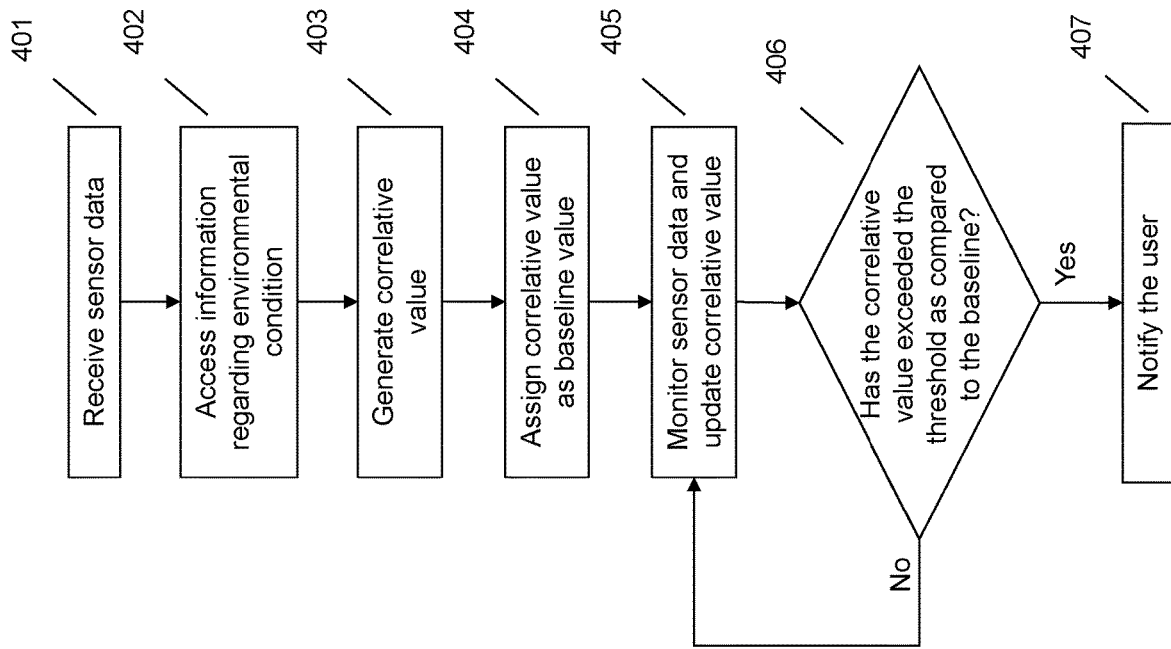 401
Receive sensor data
402
Access information
regarding environmental
condition
403
Generate correlative
value
404
Assign correlative value
as baseline value
405
Monitor sensor data and
update correlative value
406
Has the correlative
value exceeded the
threshold as compared
to the baseline?
No
Yes
407
Notify the user